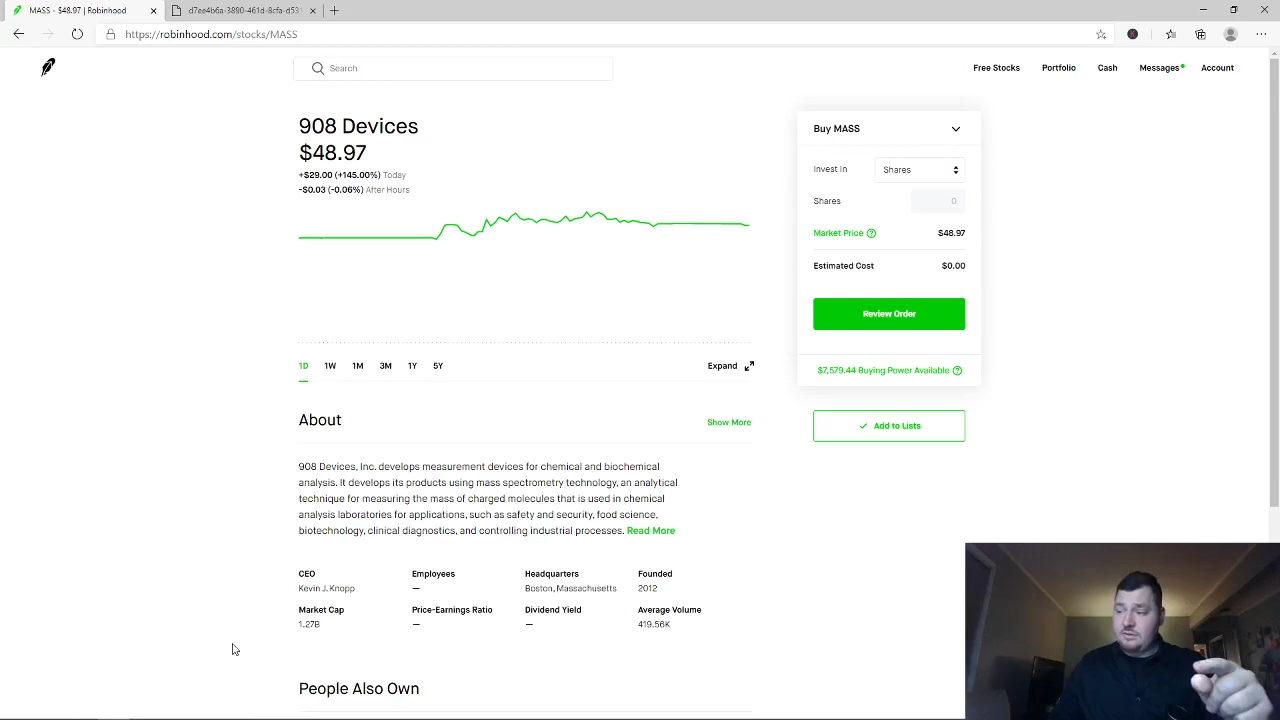 MASS - $48.97 | Robinhood
d7ee4b6a-3890-461d-8cfa-d531
https://robinhood.com/stocks/MASS
Search
Free Stocks Portfolio Cash Messages Account
908 Devices
$48.97
+$29.00 (+145.00%) Today
-$0.03 (-0.06%) After Hours
1D 1W 1M 3M 1Y 5Y Expand
About
Show More
908 Devices, Inc. develops measurement devices for chemical and biochemical
analysis. It develops its products using mass spectrometry technology, an analytical
technique for measuring the mass of charged molecules that is used in chemical
analysis laboratories for applications, such as safety and security, food science,
biotechnology, clinical diagnostics, and controlling industrial processes. Read More
CEO Employees Headquarters Founded
Kevin J. Knopp — Boston, Massachusetts 2012
Market Cap Price-Earnings Ratio Dividend Yield Average Volume
1.27B — — 419.56K
People Also Own
Buy MASS
Invest In Shares
Shares 0
Market Price $48.97
Estimated Cost $0.00
Review Order
$7,579.44 Buying Power Available
Add to Lists